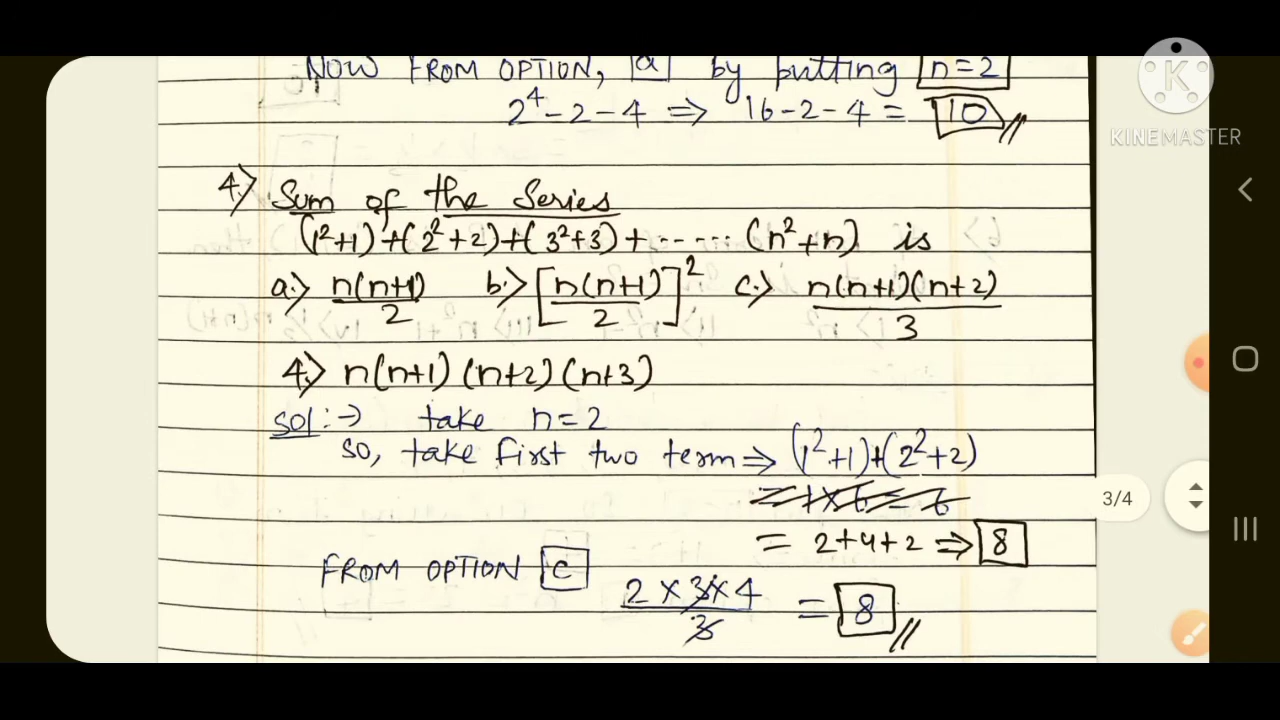 NOW FROM OPTION, a by putting n=2
2⁴-2-4 ⇒ 16-2-4 = 10 //
KINEMASTER
4.> Sum of the Series
(1²+1)+(2²+2)+(3²+3)+------ (n²+n) is
a:> n(n+1)/2 b:> [n(n+1)/2]² c:> n(n+1)(n+2)/3
4.> n(n+1)(n+2)(n+3)
sol:→ take n=2
so, take first two term ⇒ (1²+1)+(2²+2)
= 1×6 = 6
3/4
= 2+4+2 ⇒ 8
FROM OPTION C 2×3×4/3 = 8 //